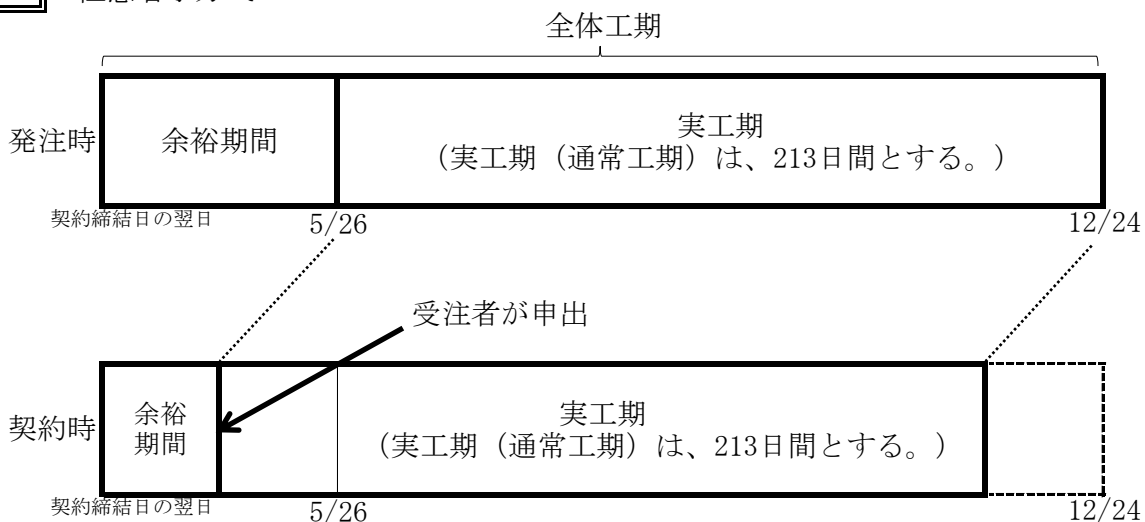 全体工期
発注時
余裕期間
実工期
（実工期（通常工期）は、213日間とする。）
契約締結日の翌日
5/26
12/24
受注者が申出
契約時
余裕
期間
実工期
（実工期（通常工期）は、213日間とする。）
契約締結日の翌日
5/26
12/24